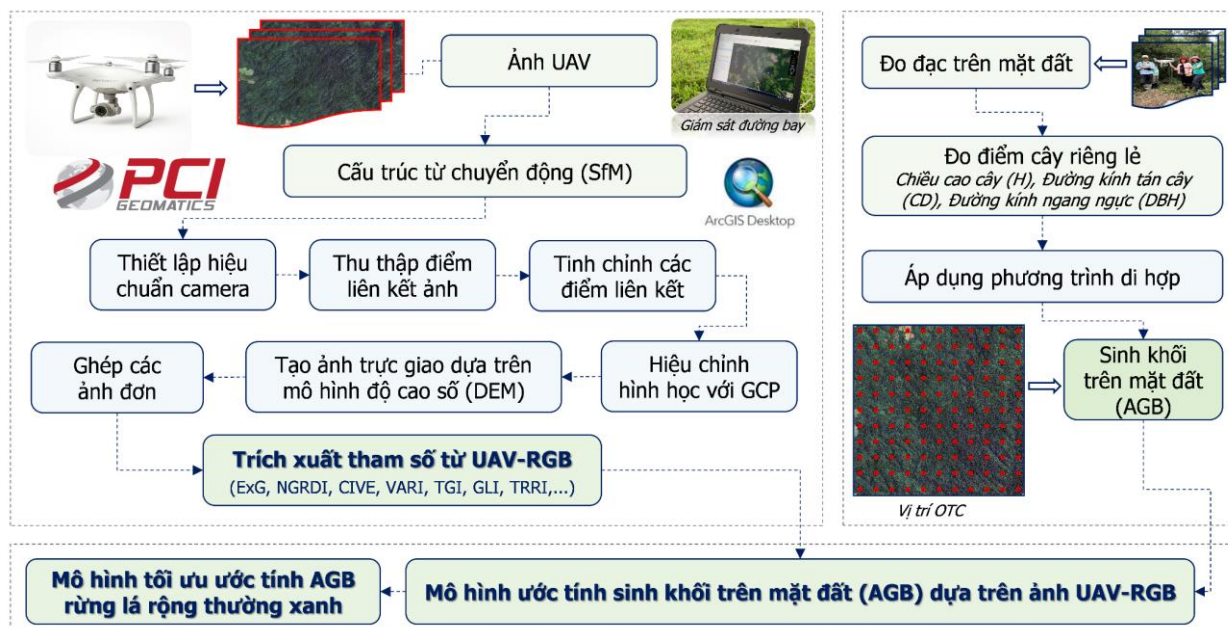 Ảnh UAV
Giám sát đường bay
PCI
GEOMATICS
Cấu trúc từ chuyển động (SfM)
ArcGIS Desktop
Thiết lập hiệu
chuẩn camera
Thu thập điểm
liên kết ảnh
Tinh chỉnh các
điểm liên kết
Ghép các
ảnh đơn
Tạo ảnh trực giao dựa trên
mô hình độ cao số (DEM)
Hiệu chỉnh
hình học với GCP
Trích xuất tham số từ UAV-RGB
(ExG, NGRDI, CIVE, VARI, TGI, GLI, TRRI,...)
Đo đạc trên mặt đất
Đo điểm cây riêng lẻ
Chiều cao cây (H), Đường kính tán cây
(CD), Đường kính ngang ngực (DBH)
Áp dụng phương trình di hợp
Sinh khối
trên mặt đất
(AGB)
Vị trí OTC
Mô hình tối ưu ước tính AGB
rừng lá rộng thường xanh
Mô hình ước tính sinh khối trên mặt đất (AGB) dựa trên ảnh UAV-RGB